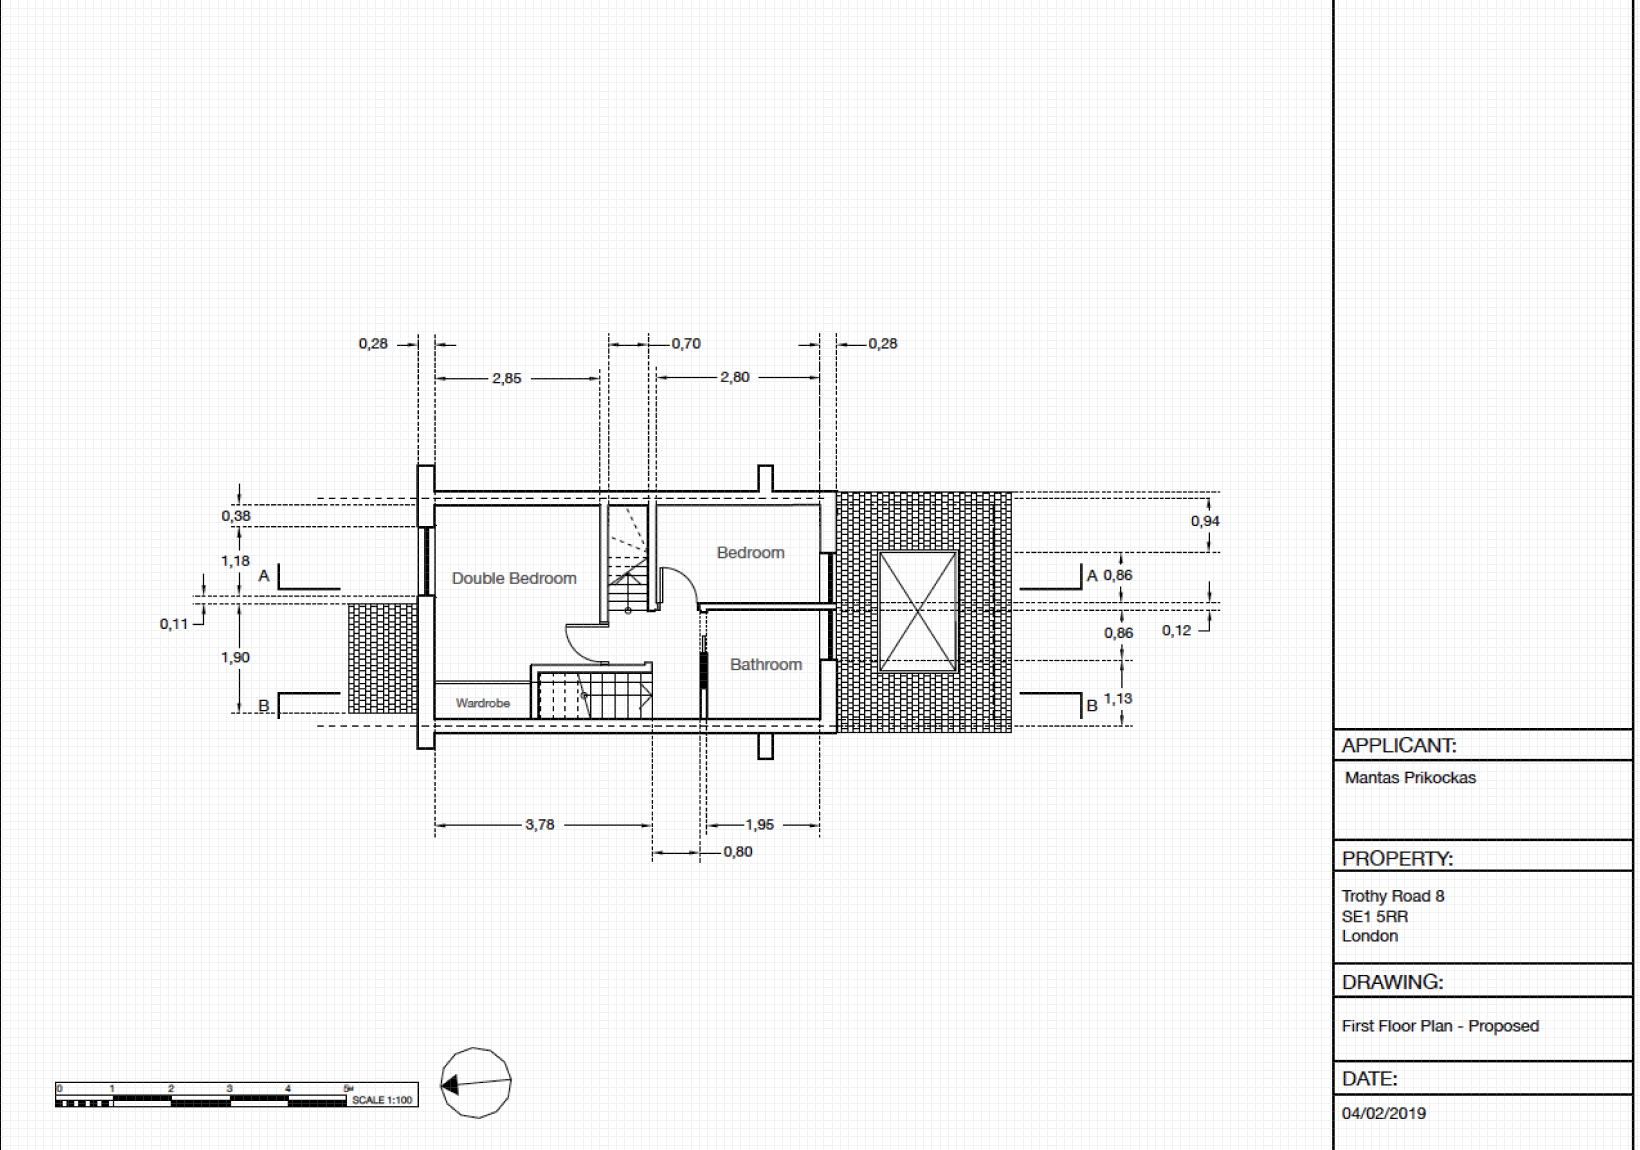 0,28
0,70
0,28
2,85
2,80
0,38
0,94
1,18
A
Bedroom
A
0,86
Double Bedroom
0,11
0,86
0,12
1,90
Bathroom
B
Wardrobe
B
1,13
3,78
1,95
0,80
0 1 2 3 4 5M
SCALE 1:100
APPLICANT:
Mantas Prikockas
PROPERTY:
Trothy Road 8
SE1 5RR
London
DRAWING:
First Floor Plan - Proposed
DATE:
04/02/2019